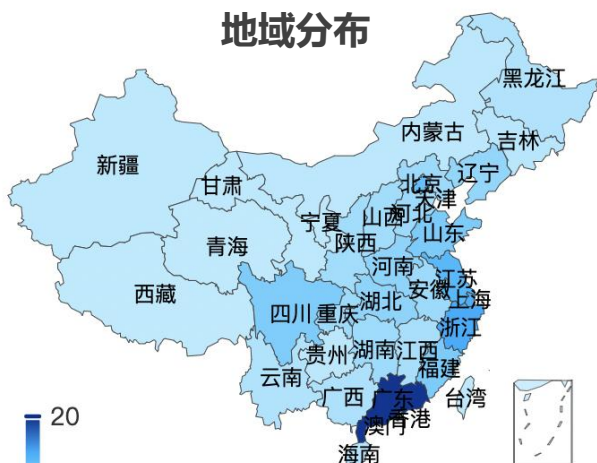 地域分布
黑龙江
内蒙古
吉林
新疆
辽宁
北京
甘肃
天津
河北
山西
宁夏
山东
陕西
青海
河南
江苏
安徽
西藏
上海
湖北
四川
重庆
浙江
湖南
江西
贵州
福建
云南
广西
广东
台湾
香港
澳门
20
海南